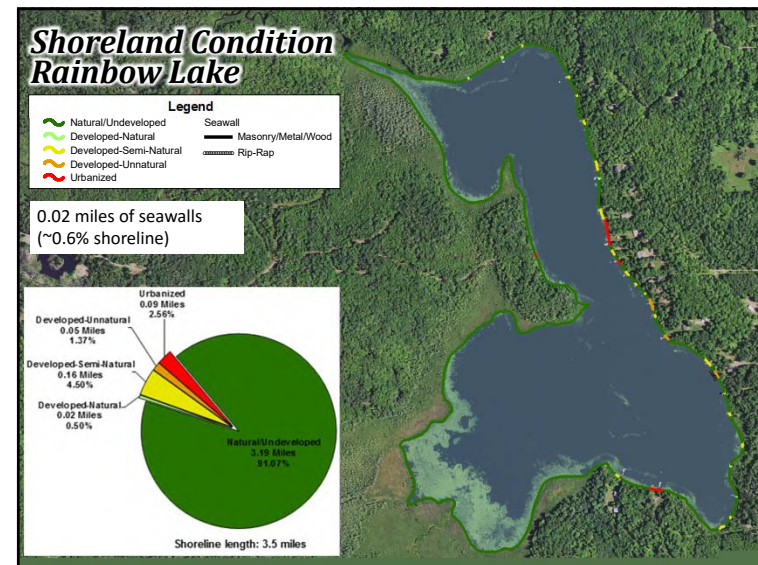 Shoreland Condition
Rainbow Lake
Legend
Natural/Undeveloped
Developed-Natural
Developed-Semi-Natural
Developed-Unnatural
Urbanized
Seawall
Masonry/Metal/Wood
Rip-Rap
0.02 miles of seawalls
(~0.6% shoreline)
Urbanized
0.09 Miles
2.56%
Developed-Unnatural
0.05 Miles
1.37%
Developed-Semi-Natural
0.16 Miles
4.50%
Developed-Natural
0.02 Miles
0.50%
Natural/Undeveloped
3.19 Miles
91.07%
Shoreline length: 3.5 miles